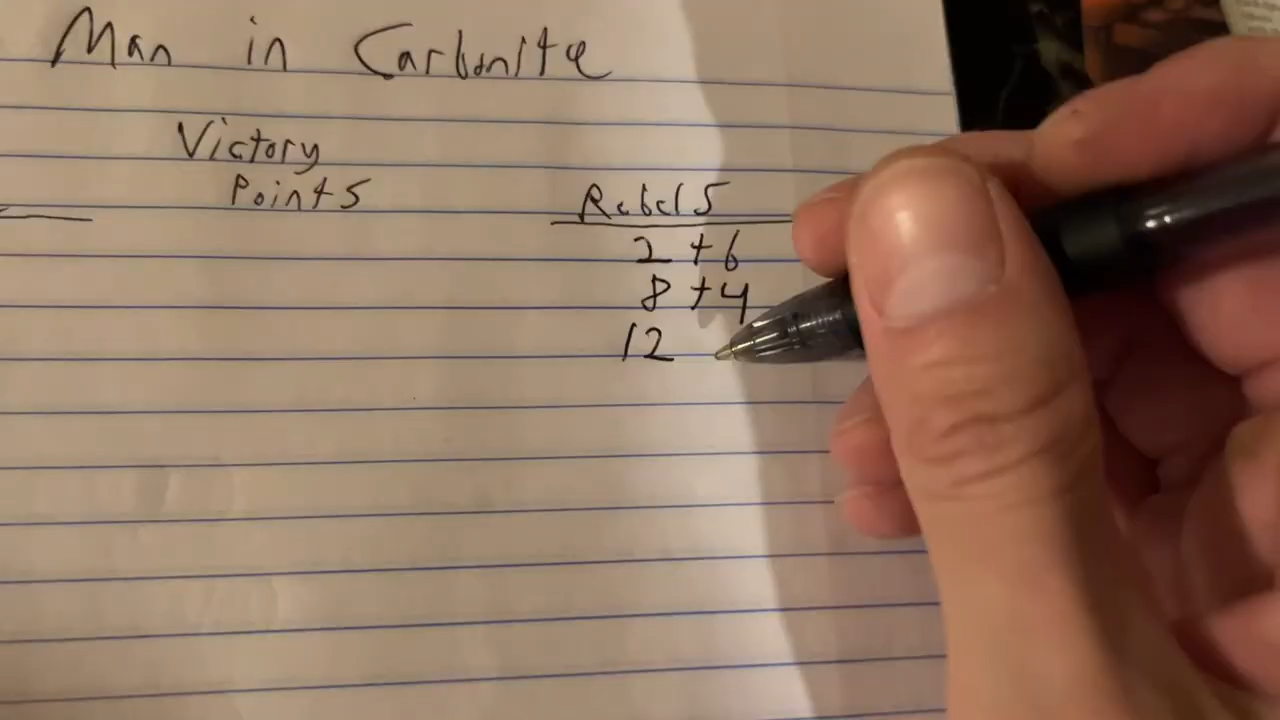 Man in Carbonite
Victory
Points
Rebels
2 +6
8 +4
12